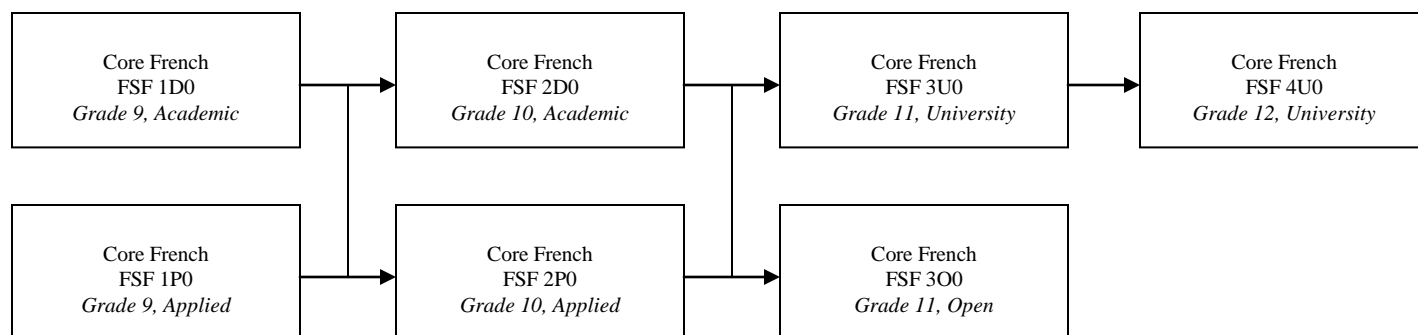 Core French
FSF 1D0
Grade 9, Academic
Core French
FSF 2D0
Grade 10, Academic
Core French
FSF 3U0
Grade 11, University
Core French
FSF 4U0
Grade 12, University
Core French
FSF 1P0
Grade 9, Applied
Core French
FSF 2P0
Grade 10, Applied
Core French
FSF 3O0
Grade 11, Open